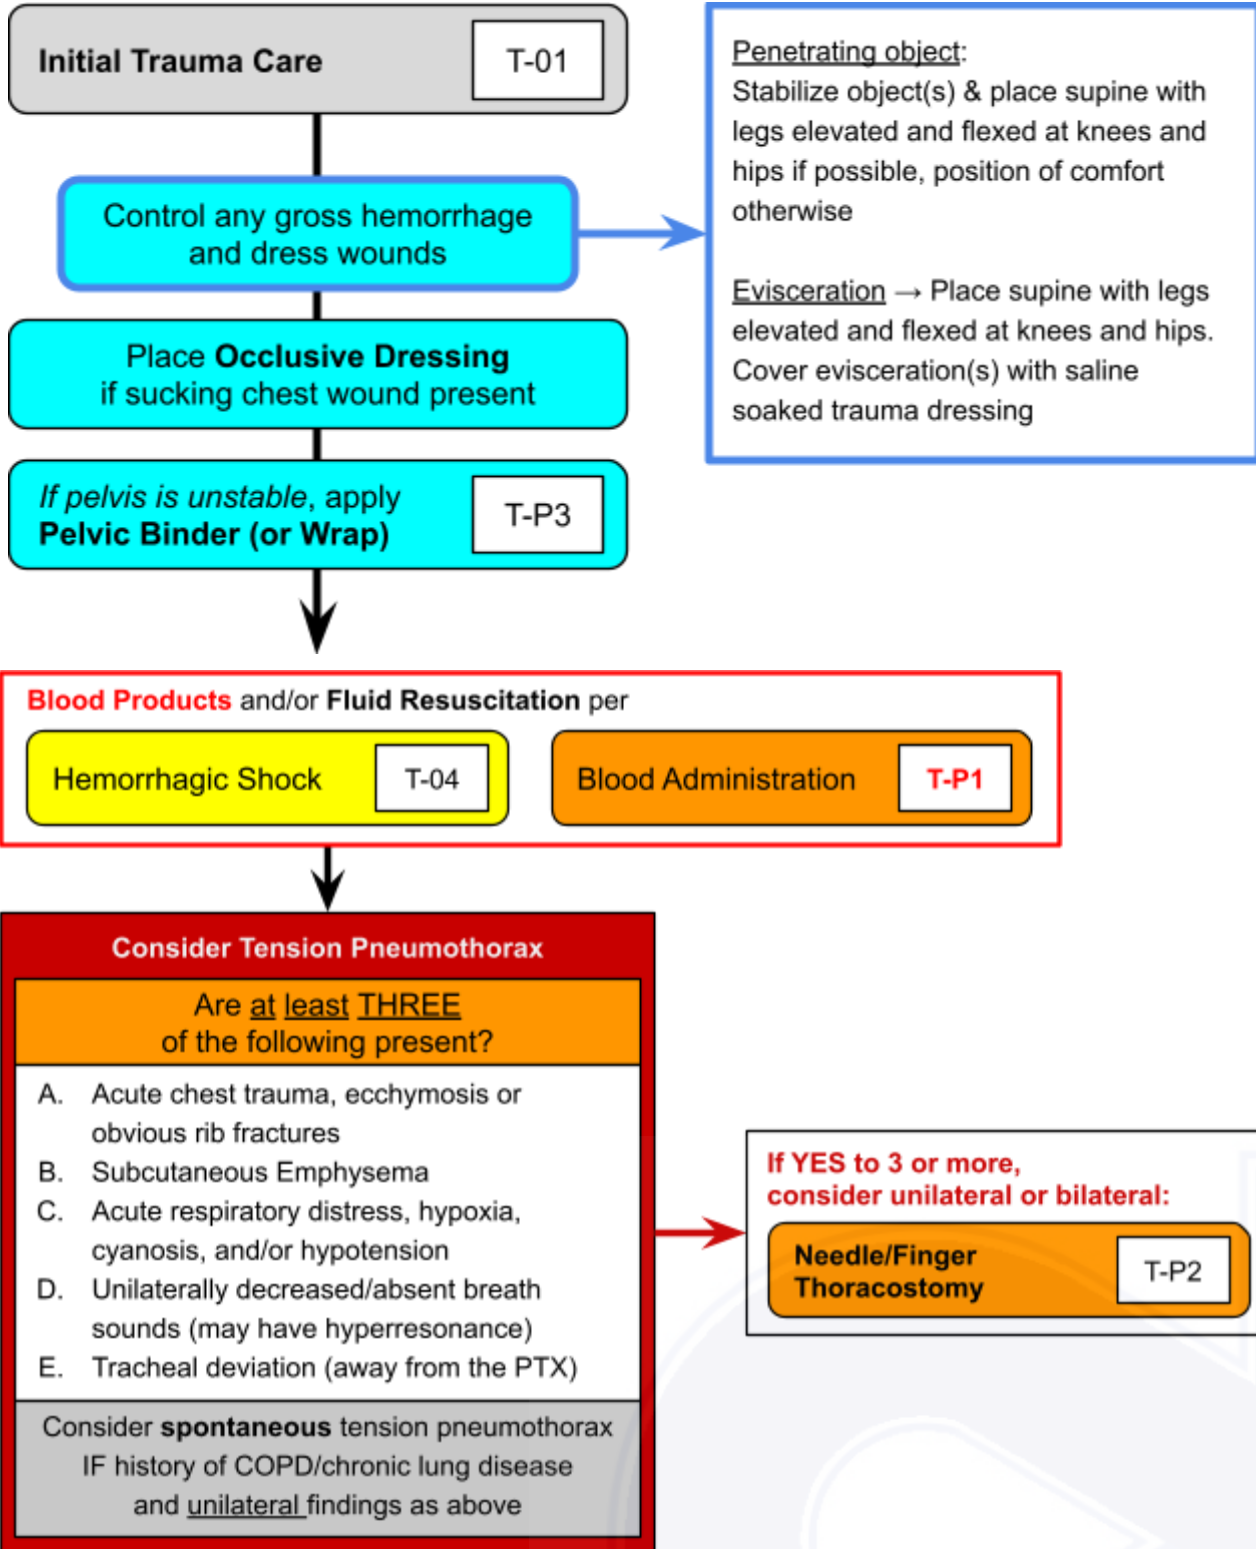 Initial Trauma Care T-01
Control any gross hemorrhage
and dress wounds
Penetrating object:
Stabilize object(s) & place supine with
legs elevated and flexed at knees and
hips if possible, position of comfort
otherwise
Evisceration → Place supine with legs
elevated and flexed at knees and hips.
Cover evisceration(s) with saline
soaked trauma dressing
Place Occlusive Dressing
if sucking chest wound present
If pelvis is unstable, apply
Pelvic Binder (or Wrap)
T-P3
Blood Products and/or Fluid Resuscitation per
Hemorrhagic Shock T-04
Blood Administration T-P1
Consider Tension Pneumothorax
Are at least THREE
of the following present?
A. Acute chest trauma, ecchymosis or
obvious rib fractures
B. Subcutaneous Emphysema
C. Acute respiratory distress, hypoxia,
cyanosis, and/or hypotension
D. Unilaterally decreased/absent breath
sounds (may have hyperresonance)
E. Tracheal deviation (away from the PTX)
Consider spontaneous tension pneumothorax
IF history of COPD/chronic lung disease
and unilateral findings as above
If YES to 3 or more,
consider unilateral or bilateral:
Needle/Finger
Thoracostomy
T-P2